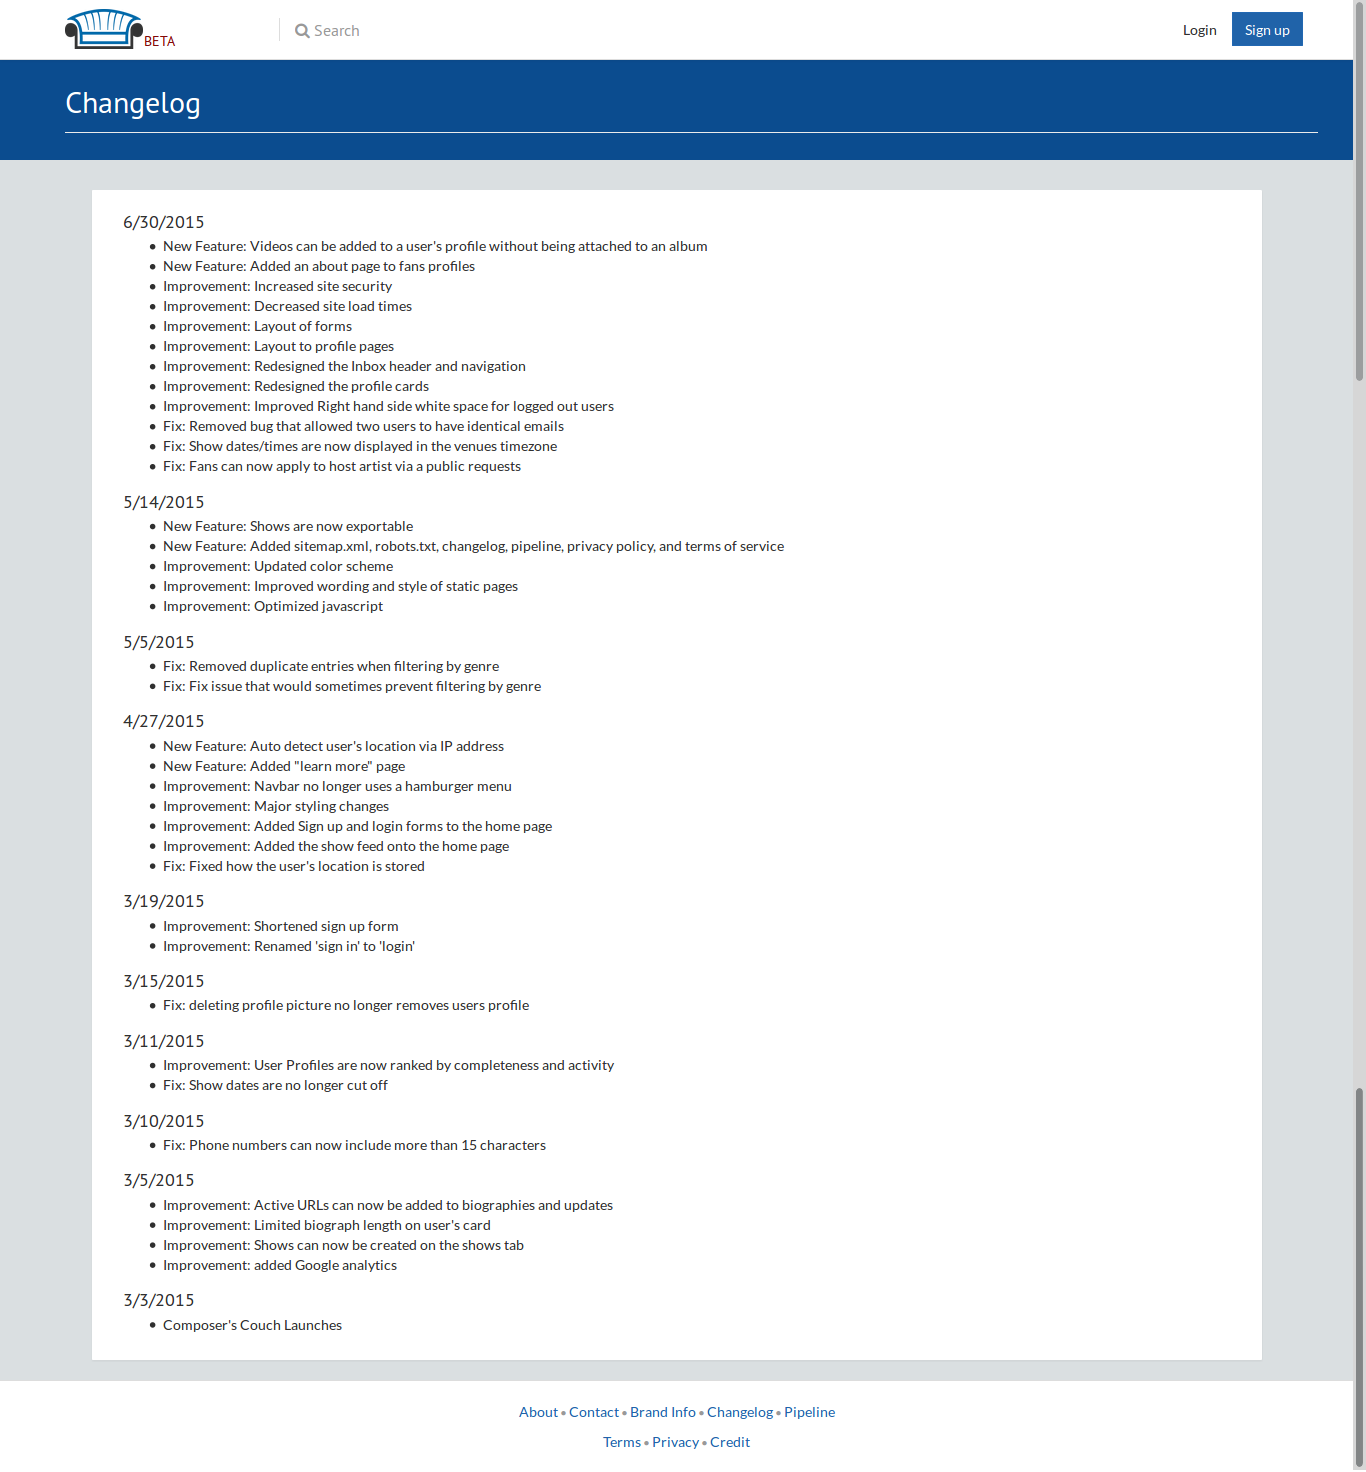 BETA
Search
Login
Sign up
Changelog
6/30/2015
• New Feature: Videos can be added to a user's profile without being attached to an album
• New Feature: Added an about page to fans profiles
• Improvement: Increased site security
• Improvement: Decreased site load times
• Improvement: Layout of forms
• Improvement: Layout to profile pages
• Improvement: Redesigned the Inbox header and navigation
• Improvement: Redesigned the profile cards
• Improvement: Improved Right hand side white space for logged out users
• Fix: Removed bug that allowed two users to have identical emails
• Fix: Show dates/times are now displayed in the venues timezone
• Fix: Fans can now apply to host artist via a public requests
5/14/2015
• New Feature: Shows are now exportable
• New Feature: Added sitemap.xml, robots.txt, changelog, pipeline, privacy policy, and terms of service
• Improvement: Updated color scheme
• Improvement: Improved wording and style of static pages
• Improvement: Optimized javascript
5/5/2015
• Fix: Removed duplicate entries when filtering by genre
• Fix: Fix issue that would sometimes prevent filtering by genre
4/27/2015
• New Feature: Auto detect user's location via IP address
• New Feature: Added "learn more" page
• Improvement: Navbar no longer uses a hamburger menu
• Improvement: Major styling changes
• Improvement: Added Sign up and login forms to the home page
• Improvement: Added the show feed onto the home page
• Fix: Fixed how the user's location is stored
3/19/2015
• Improvement: Shortened sign up form
• Improvement: Renamed 'sign in' to 'login'
3/15/2015
• Fix: deleting profile picture no longer removes users profile
3/11/2015
• Improvement: User Profiles are now ranked by completeness and activity
• Fix: Show dates are no longer cut off
3/10/2015
• Fix: Phone numbers can now include more than 15 characters
3/5/2015
• Improvement: Active URLs can now be added to biographies and updates
• Improvement: Limited biograph length on user's card
• Improvement: Shows can now be created on the shows tab
• Improvement: added Google analytics
3/3/2015
• Composer's Couch Launches
About • Contact • Brand Info • Changelog • Pipeline
Terms • Privacy • Credit